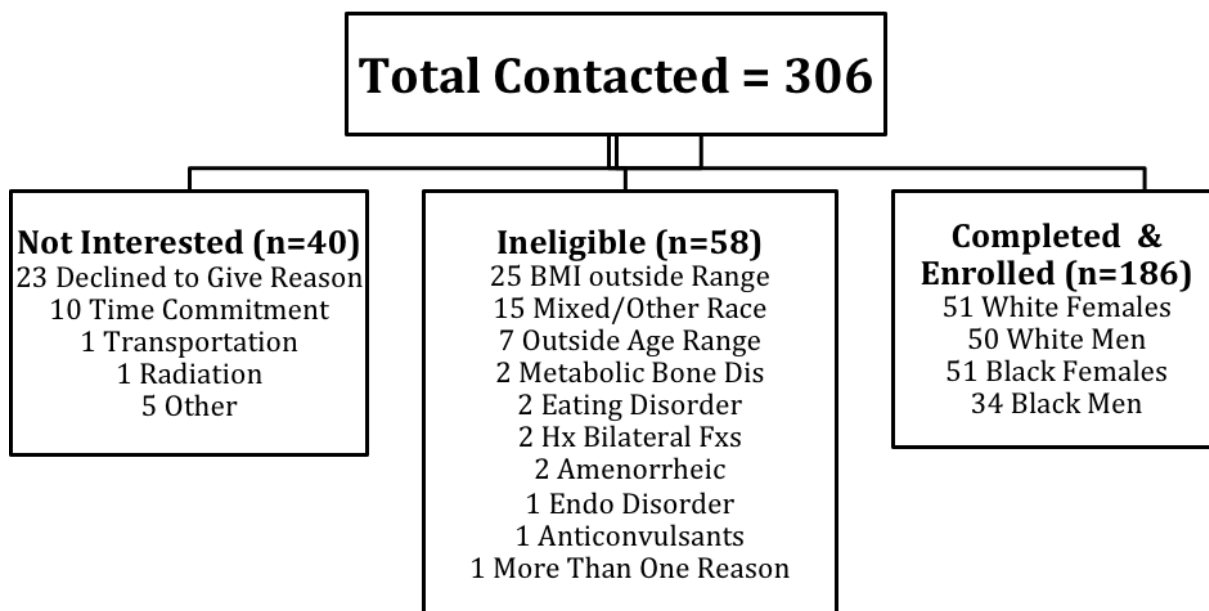 Total Contacted = 306
Not Interested (n=40)
23 Declined to Give Reason
10 Time Commitment
1 Transportation
1 Radiation
5 Other
Ineligible (n=58)
25 BMI outside Range
15 Mixed/Other Race
7 Outside Age Range
2 Metabolic Bone Dis
2 Eating Disorder
2 Hx Bilateral Fxs
2 Amenorrheic
1 Endo Disorder
1 Anticonvulsants
1 More Than One Reason
Completed &
Enrolled (n=186)
51 White Females
50 White Men
51 Black Females
34 Black Men